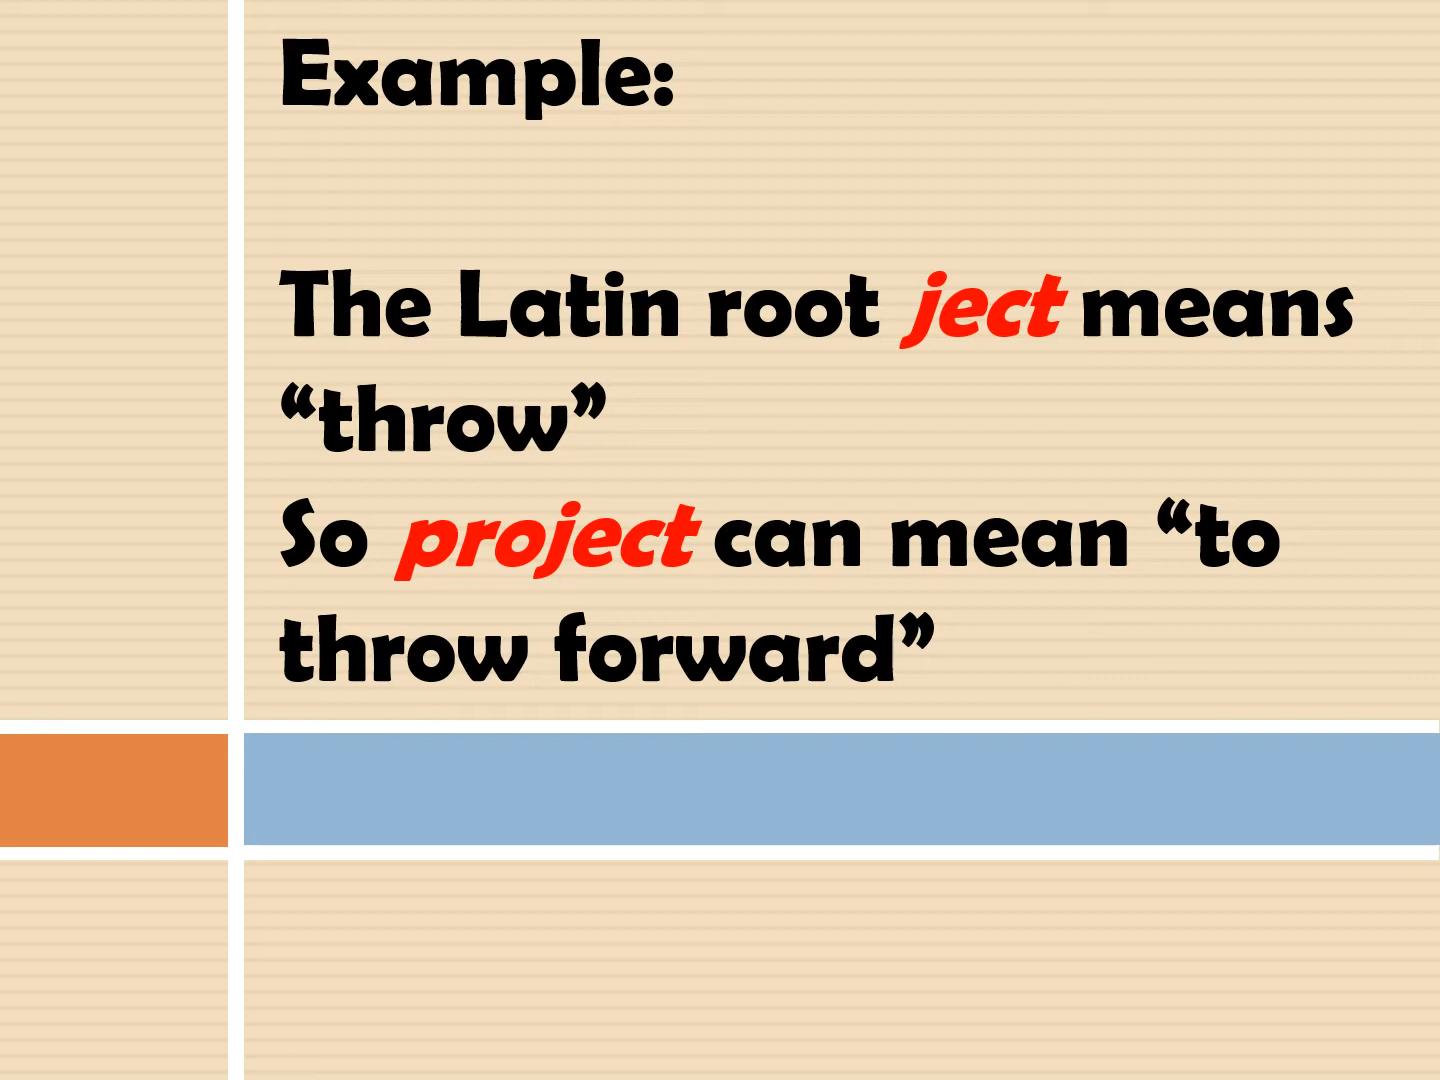 Example:
The Latin root ject means
“throw”
So project can mean “to
throw forward”